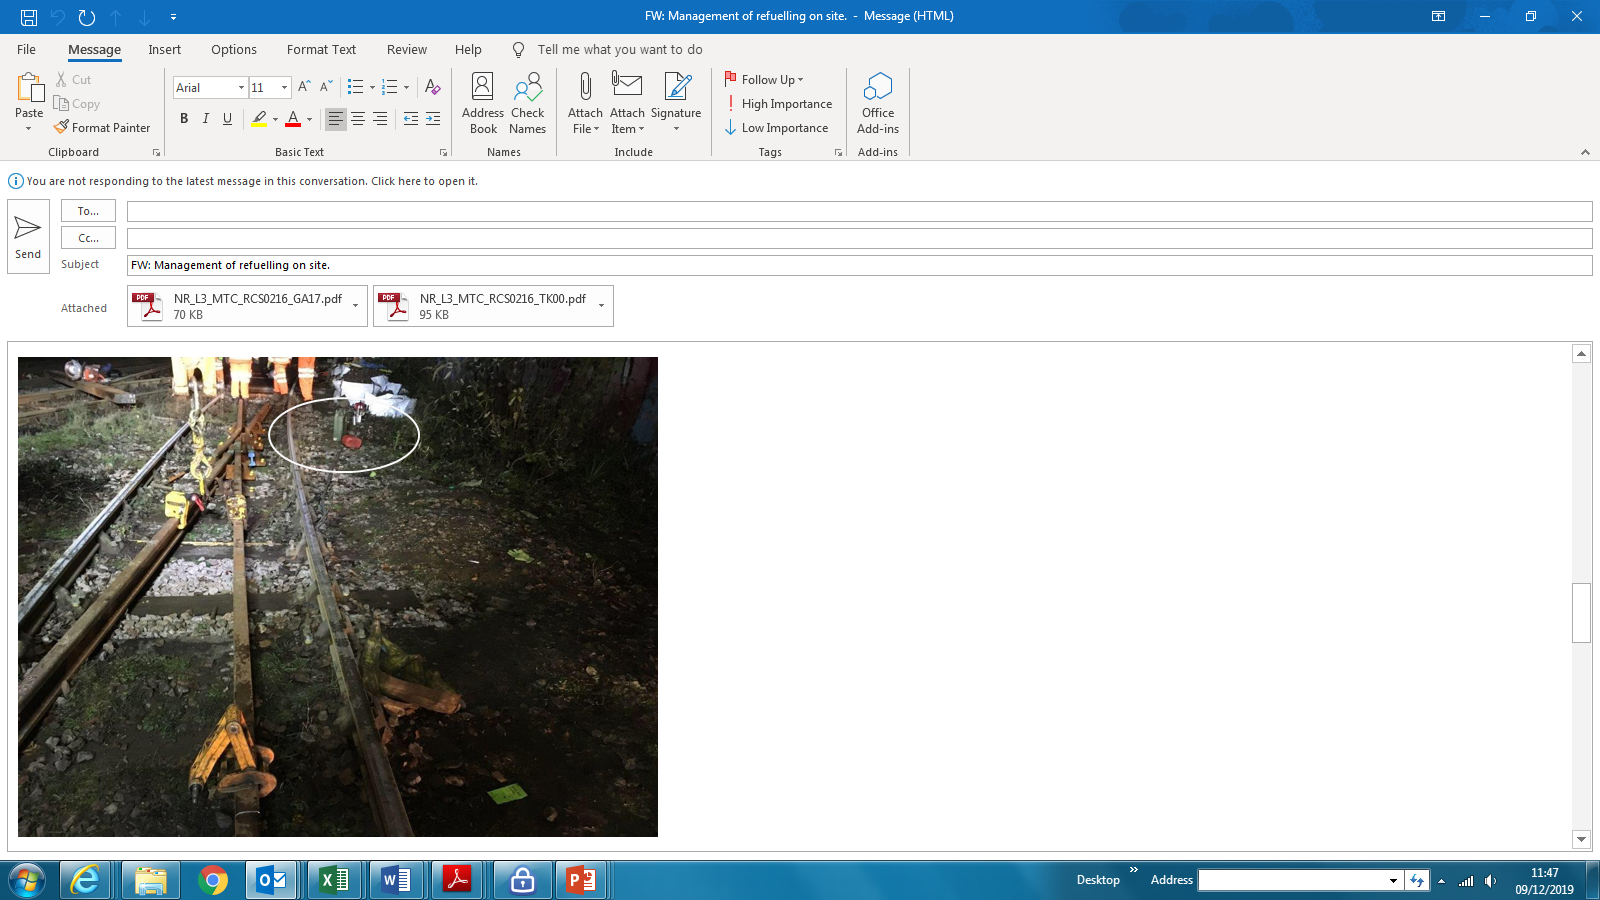 FW: Management of refuelling on site.  -  Message (HTML)
File Message Insert Options Format Text Review Help Tell me what you want to do
Paste Cut Copy Format Painter
Clipboard
Arial 11
B I U A
Basic Text
Address Book Check Names
Names
Attach File Attach Item Signature
Include
Follow Up
High Importance
Low Importance
Tags
Office Add-ins
Add-ins
You are not responding to the latest message in this conversation. Click here to open it.
Send
To...
Cc...
Subject FW: Management of refuelling on site.
Attached
PDF NR_L3_MTC_RCS0216_GA17.pdf
70 KB
PDF NR_L3_MTC_RCS0216_TK00.pdf
95 KB
Desktop » Address
11:47
09/12/2019